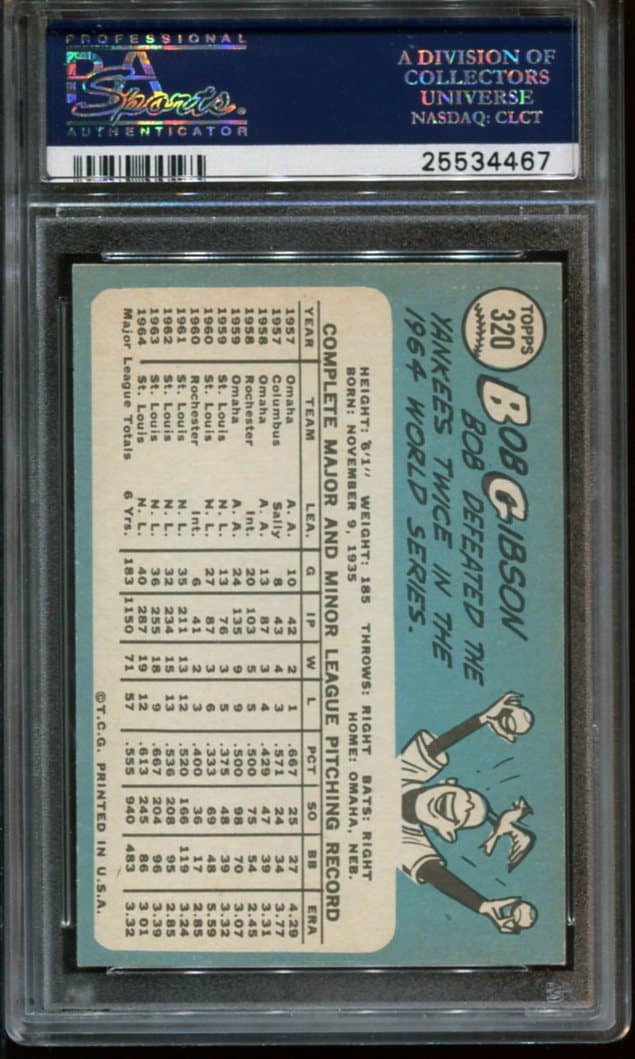 PROFESSIONAL
PSA
Sports
AUTHENTICATOR
A DIVISION OF
COLLECTORS
UNIVERSE
NASDAQ: CLCT
25534467
TOPPS
320
BOB GIBSON
BOB DEFEATED THE
YANKEES TWICE IN THE
1964 WORLD SERIES.
HEIGHT: 6'1" WEIGHT: 185 THROWS: RIGHT BATS: RIGHT
BORN: NOVEMBER 9, 1935 HOME: OMAHA, NEB.
COMPLETE MAJOR AND MINOR LEAGUE PITCHING RECORD
YEAR TEAM LEA. G IP W L PCT SO BB ERA
1957 Omaha A. A. 10 42 2 1 .667 25 27 4.29
1957 Columbus Sally 8 43 4 3 .571 24 34 3.77
1958 Omaha A. A. 13 87 3 4 .429 47 39 3.31
1958 Rochester Int. 20 103 5 5 .500 75 54 2.45
1959 Omaha A. A. 24 135 9 9 .500 98 70 3.07
1959 St. Louis N. L. 13 76 3 5 .375 48 39 3.32
1960 St. Louis N. L. 27 87 3 6 .333 69 48 5.59
1960 Rochester Int. 6 41 2 3 .400 36 17 2.85
1961 St. Louis N. L. 35 211 13 12 .520 166 119 3.24
1962 St. Louis N. L. 32 234 15 13 .536 208 95 2.85
1963 St. Louis N. L. 36 255 18 9 .667 204 96 3.39
1964 St. Louis N. L. 40 287 19 12 .613 245 86 3.01
Major League Totals 6 Yrs. 183 1150 71 57 .555 940 483 3.32
©T.C.G. PRINTED IN U.S.A.